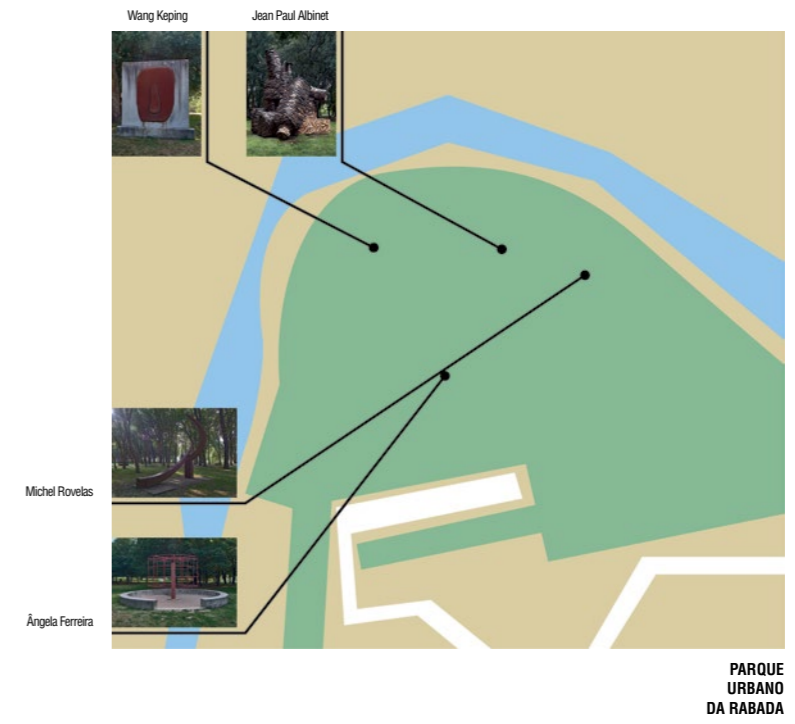 Wang Keping
Jean Paul Albinet
Michel Rovelas
Ângela Ferreira
PARQUE
URBANO
DA RABADA